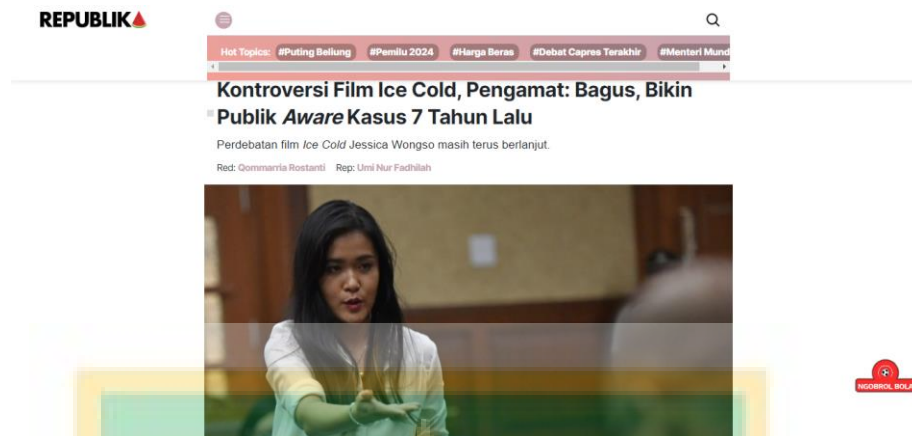 REPUBLIK
Hot Topics: #Puting Beliung #Pemilu 2024 #Harga Beras #Debat Capres Terakhir #Menteri Mund
Kontroversi Film Ice Cold, Pengamat: Bagus, Bikin
Publik Aware Kasus 7 Tahun Lalu
Perdebatan film Ice Cold Jessica Wongso masih terus berlanjut.
Red: Qommarria Rostanti Rep: Umi Nur Fadhilah
NGOBROL BOLA